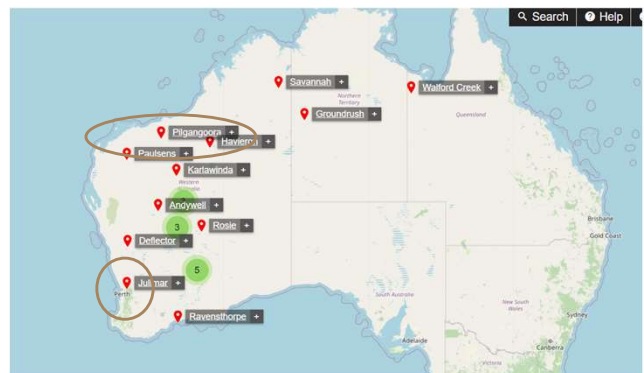 Search Help
Savannah +
Walford Creek +
Northern
Territory
Groundrush +
Queensland
Pilgangoora +
Havieron +
Paulsens +
Karlawinda +
Western
Andywell +
3
Rosie +
Brisbane
Gold Coast
Deflector +
5
Julimar +
Perth
South Australia
New South
Wales
Ravensthorpe +
Sydney
Adelaide
Canberra
Victoria